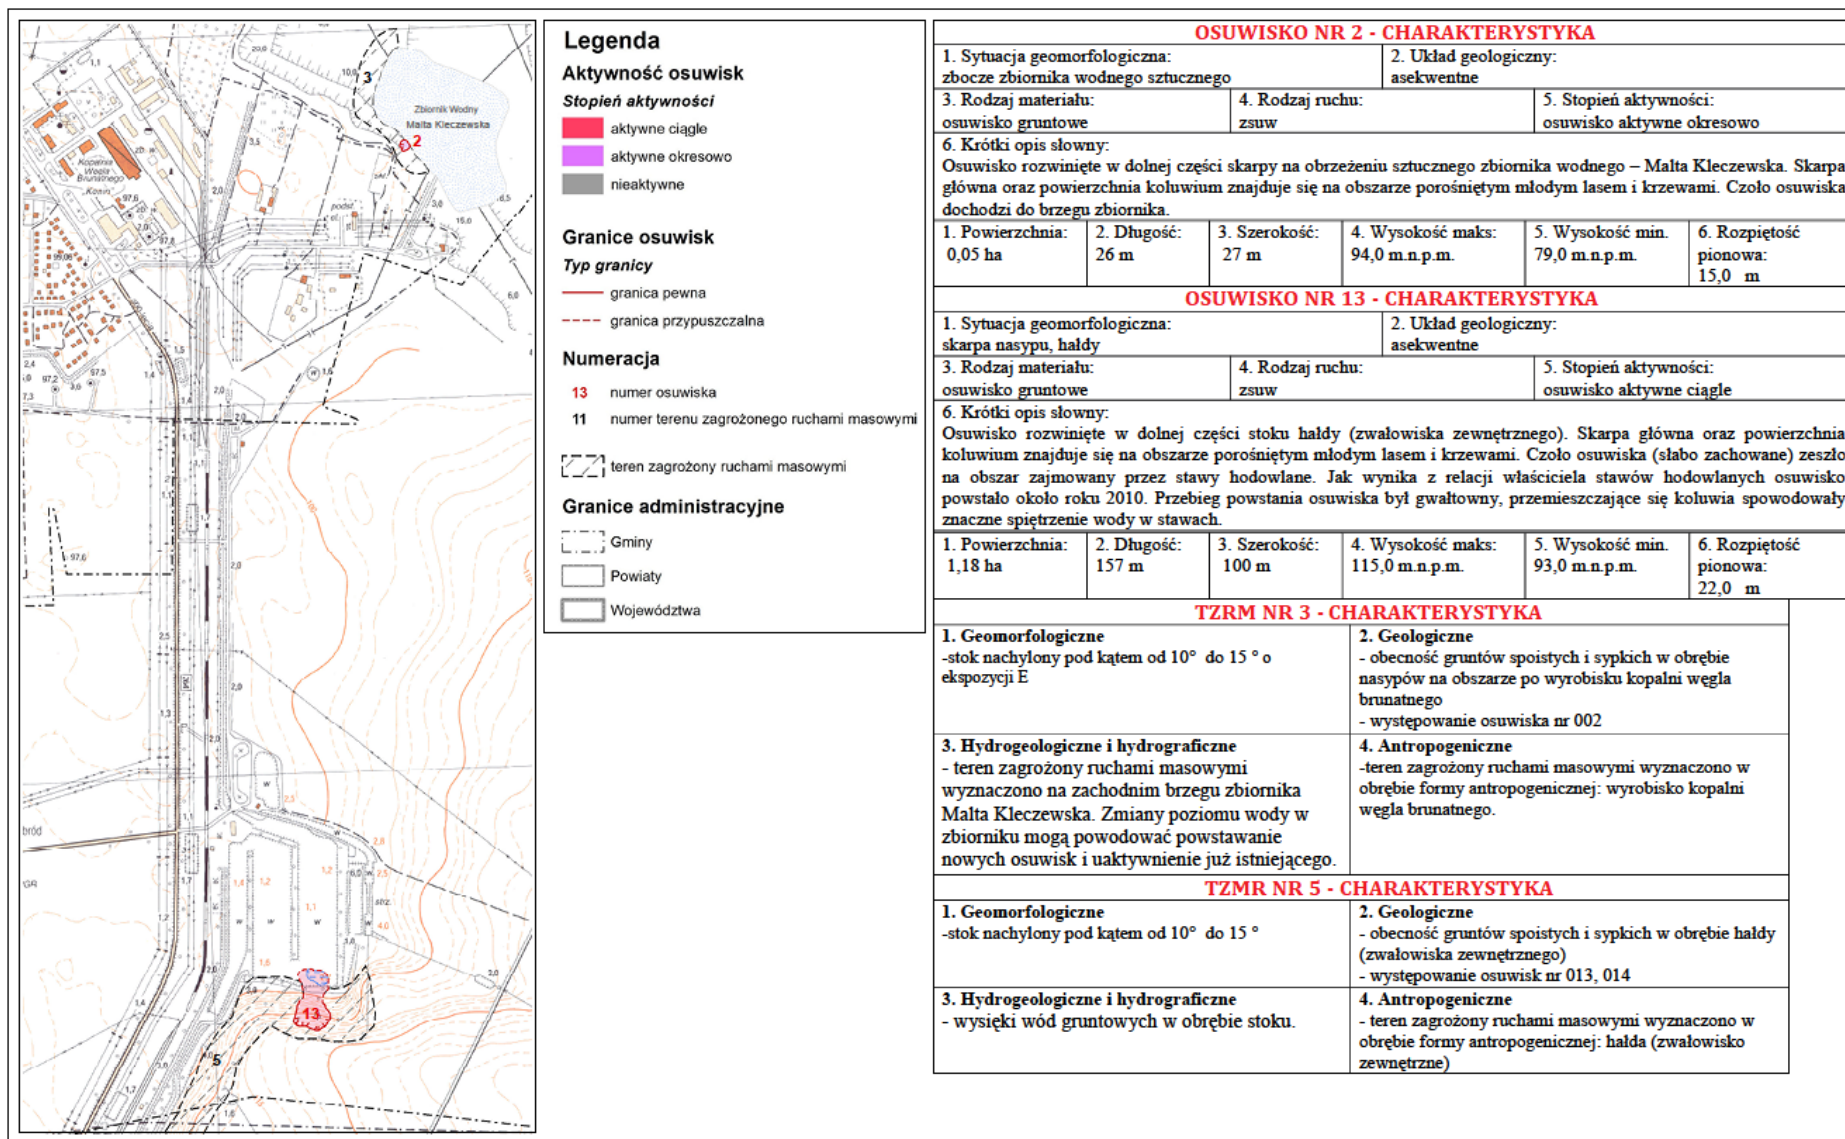 Zbiornik Wodny
Malta Kleczewska
3
2
Kopalnia
Węgla
Brunatnego
"Konin"
13
5
Legenda
Aktywność osuwisk
Stopień aktywności
aktywne ciągle
aktywne okresowo
nieaktywne
Granice osuwisk
Typ granicy
granica pewna
granica przypuszczalna
Numeracja
13 numer osuwiska
11 numer terenu zagrożonego ruchami masowymi
teren zagrożony ruchami masowymi
Granice administracyjne
Gminy
Powiaty
Województwa
OSUWISKO NR 2 - CHARAKTERYSTYKA
1. Sytuacja geomorfologiczna:
zbocze zbiornika wodnego sztucznego
2. Układ geologiczny:
asekwentne
3. Rodzaj materiału:
osuwisko gruntowe
4. Rodzaj ruchu:
zsuw
5. Stopień aktywności:
osuwisko aktywne okresowo
6. Krótki opis słowny:
Osuwisko rozwinięte w dolnej części skarpy na obrzeżeniu sztucznego zbiornika wodnego – Malta Kleczewska. Skarpa
główna oraz powierzchnia koluwium znajduje się na obszarze porośniętym młodym lasem i krzewami. Czoło osuwiska
dochodzi do brzegu zbiornika.
1. Powierzchnia:
0,05 ha
2. Długość:
26 m
3. Szerokość:
27 m
4. Wysokość maks:
94,0 m.n.p.m.
5. Wysokość min.
79,0 m.n.p.m.
6. Rozpiętość
pionowa:
15,0 m
OSUWISKO NR 13 - CHARAKTERYSTYKA
1. Sytuacja geomorfologiczna:
skarpa nasypu, hałdy
2. Układ geologiczny:
asekwentne
3. Rodzaj materiału:
osuwisko gruntowe
4. Rodzaj ruchu:
zsuw
5. Stopień aktywności:
osuwisko aktywne ciągle
6. Krótki opis słowny:
Osuwisko rozwinięte w dolnej części stoku hałdy (zwałowiska zewnętrznego). Skarpa główna oraz powierzchnia
koluwium znajduje się na obszarze porośniętym młodym lasem i krzewami. Czoło osuwiska (słabo zachowane) zeszło
na obszar zajmowany przez stawy hodowlane. Jak wynika z relacji właściciela stawów hodowlanych osuwisko
powstało około roku 2010. Przebieg powstania osuwiska był gwałtowny, przemieszczające się koluwia spowodowały
znaczne spiętrzenie wody w stawach.
1. Powierzchnia:
1,18 ha
2. Długość:
157 m
3. Szerokość:
100 m
4. Wysokość maks:
115,0 m.n.p.m.
5. Wysokość min.
93,0 m.n.p.m.
6. Rozpiętość
pionowa:
22,0 m
TZRM NR 3 - CHARAKTERYSTYKA
1. Geomorfologiczne
-stok nachylony pod kątem od 10° do 15 ° o
ekspozycji E
2. Geologiczne
- obecność gruntów spoistych i sypkich w obrębie
nasypów na obszarze po wyrobisku kopalni węgla
brunatnego
- występowanie osuwiska nr 002
3. Hydrogeologiczne i hydrograficzne
- teren zagrożony ruchami masowymi
wyznaczono na zachodnim brzegu zbiornika
Malta Kleczewska. Zmiany poziomu wody w
zbiorniku mogą powodować powstawanie
nowych osuwisk i uaktywnienie już istniejącego.
4. Antropogeniczne
-teren zagrożony ruchami masowymi wyznaczono w
obrębie formy antropogenicznej: wyrobisko kopalni
węgla brunatnego.
TZMR NR 5 - CHARAKTERYSTYKA
1. Geomorfologiczne
-stok nachylony pod kątem od 10° do 15 °
2. Geologiczne
- obecność gruntów spoistych i sypkich w obrębie hałdy
(zwałowiska zewnętrznego)
- występowanie osuwisk nr 013, 014
3. Hydrogeologiczne i hydrograficzne
- wysięki wód gruntowych w obrębie stoku.
4. Antropogeniczne
- teren zagrożony ruchami masowymi wyznaczono w
obrębie formy antropogenicznej: hałda (zwałowisko
zewnętrzne)